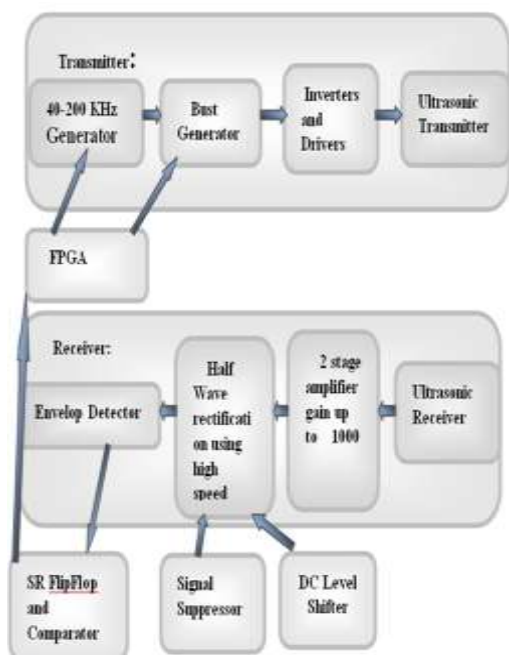 Transmitter:
40-200 KHz
Generator
Bust
Generator
Inverters
and
Drivers
Ultrasonic
Transmitter
FPGA
Receiver:
Envelop Detector
Half
Wave
rectificati
on using
high
speed
2 stage
amplifier
gain up
to 1000
Ultrasonic
Receiver
SR FlipFlop
and
Comparator
Signal
Suppressor
DC Level
Shifter